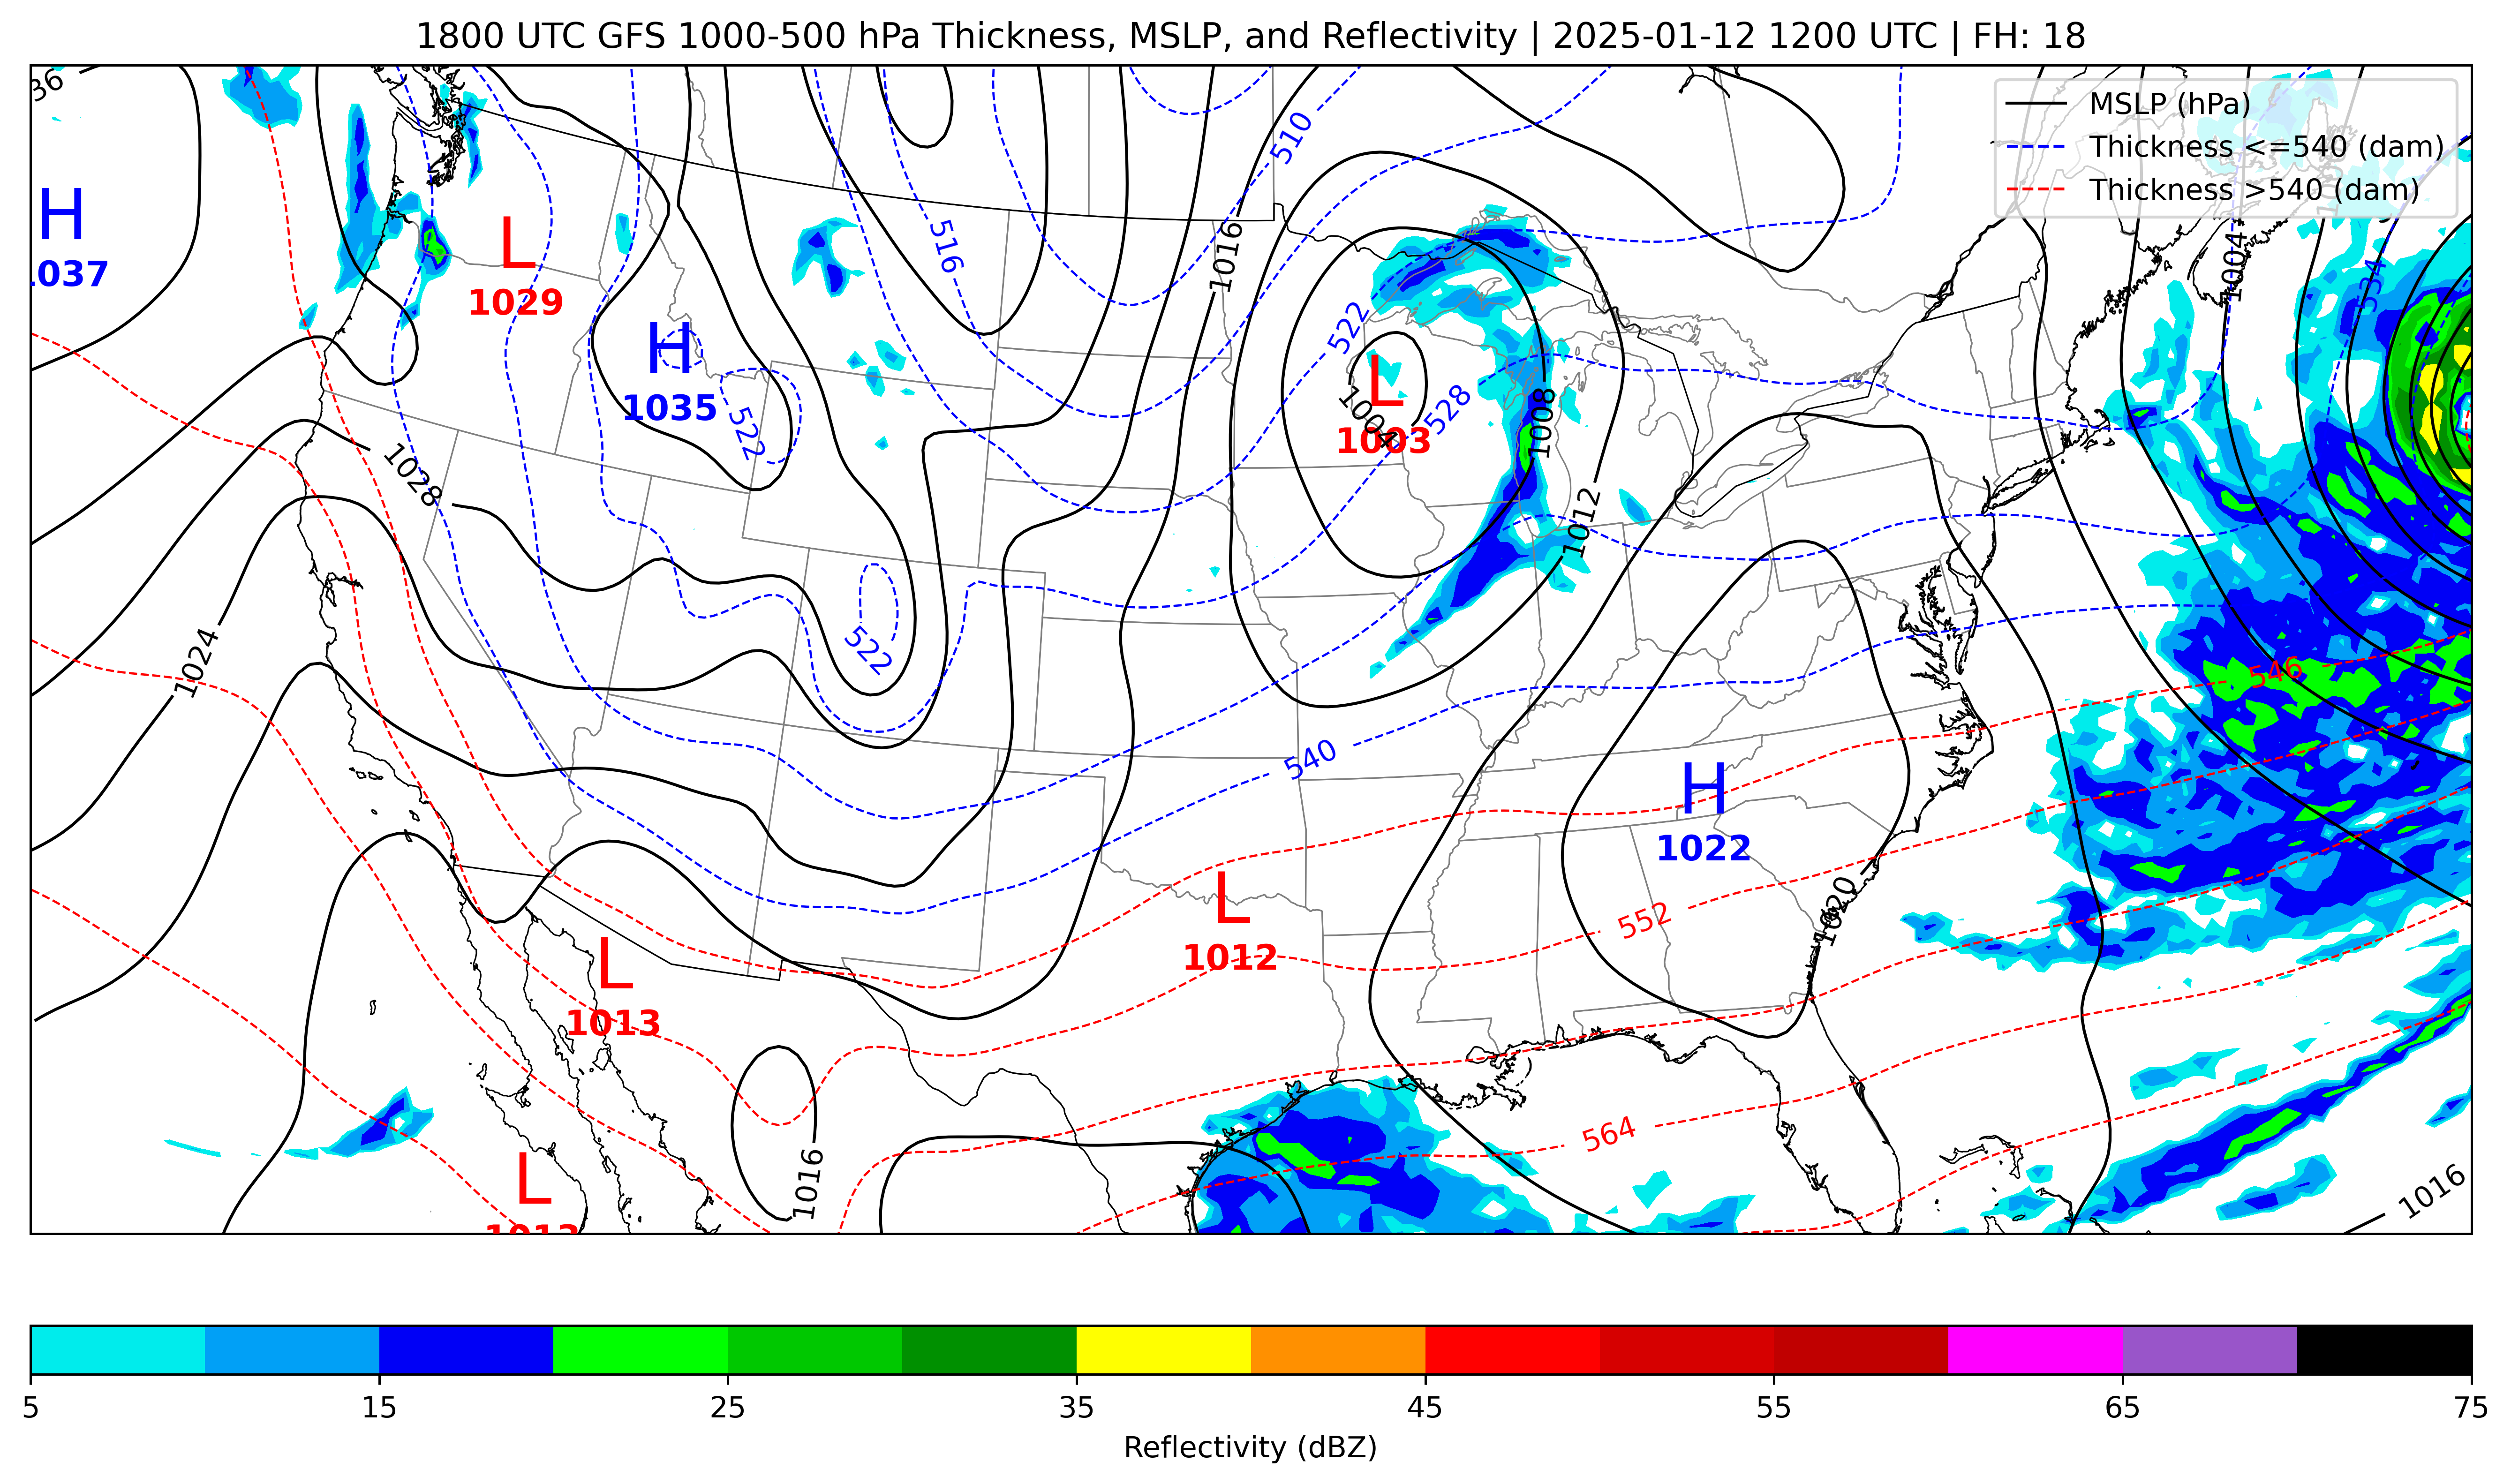 1800 UTC GFS 1000-500 hPa Thickness, MSLP, and Reflectivity | 2025-01-12 1200 UTC | FH: 18
36
MSLP (hPa)
Thickness <=540 (dam)
Thickness >540 (dam)
510
H
1037
L
1029
516
1016
1004
534
522
H
1035
522
L
1004
1003
528
1008
1028
1012
1024
522
546
540
H
1022
L
1012
552
1020
L
1013
564
1016
L
1013
1016
5 15 25 35 45 55 65 75
Reflectivity (dBZ)